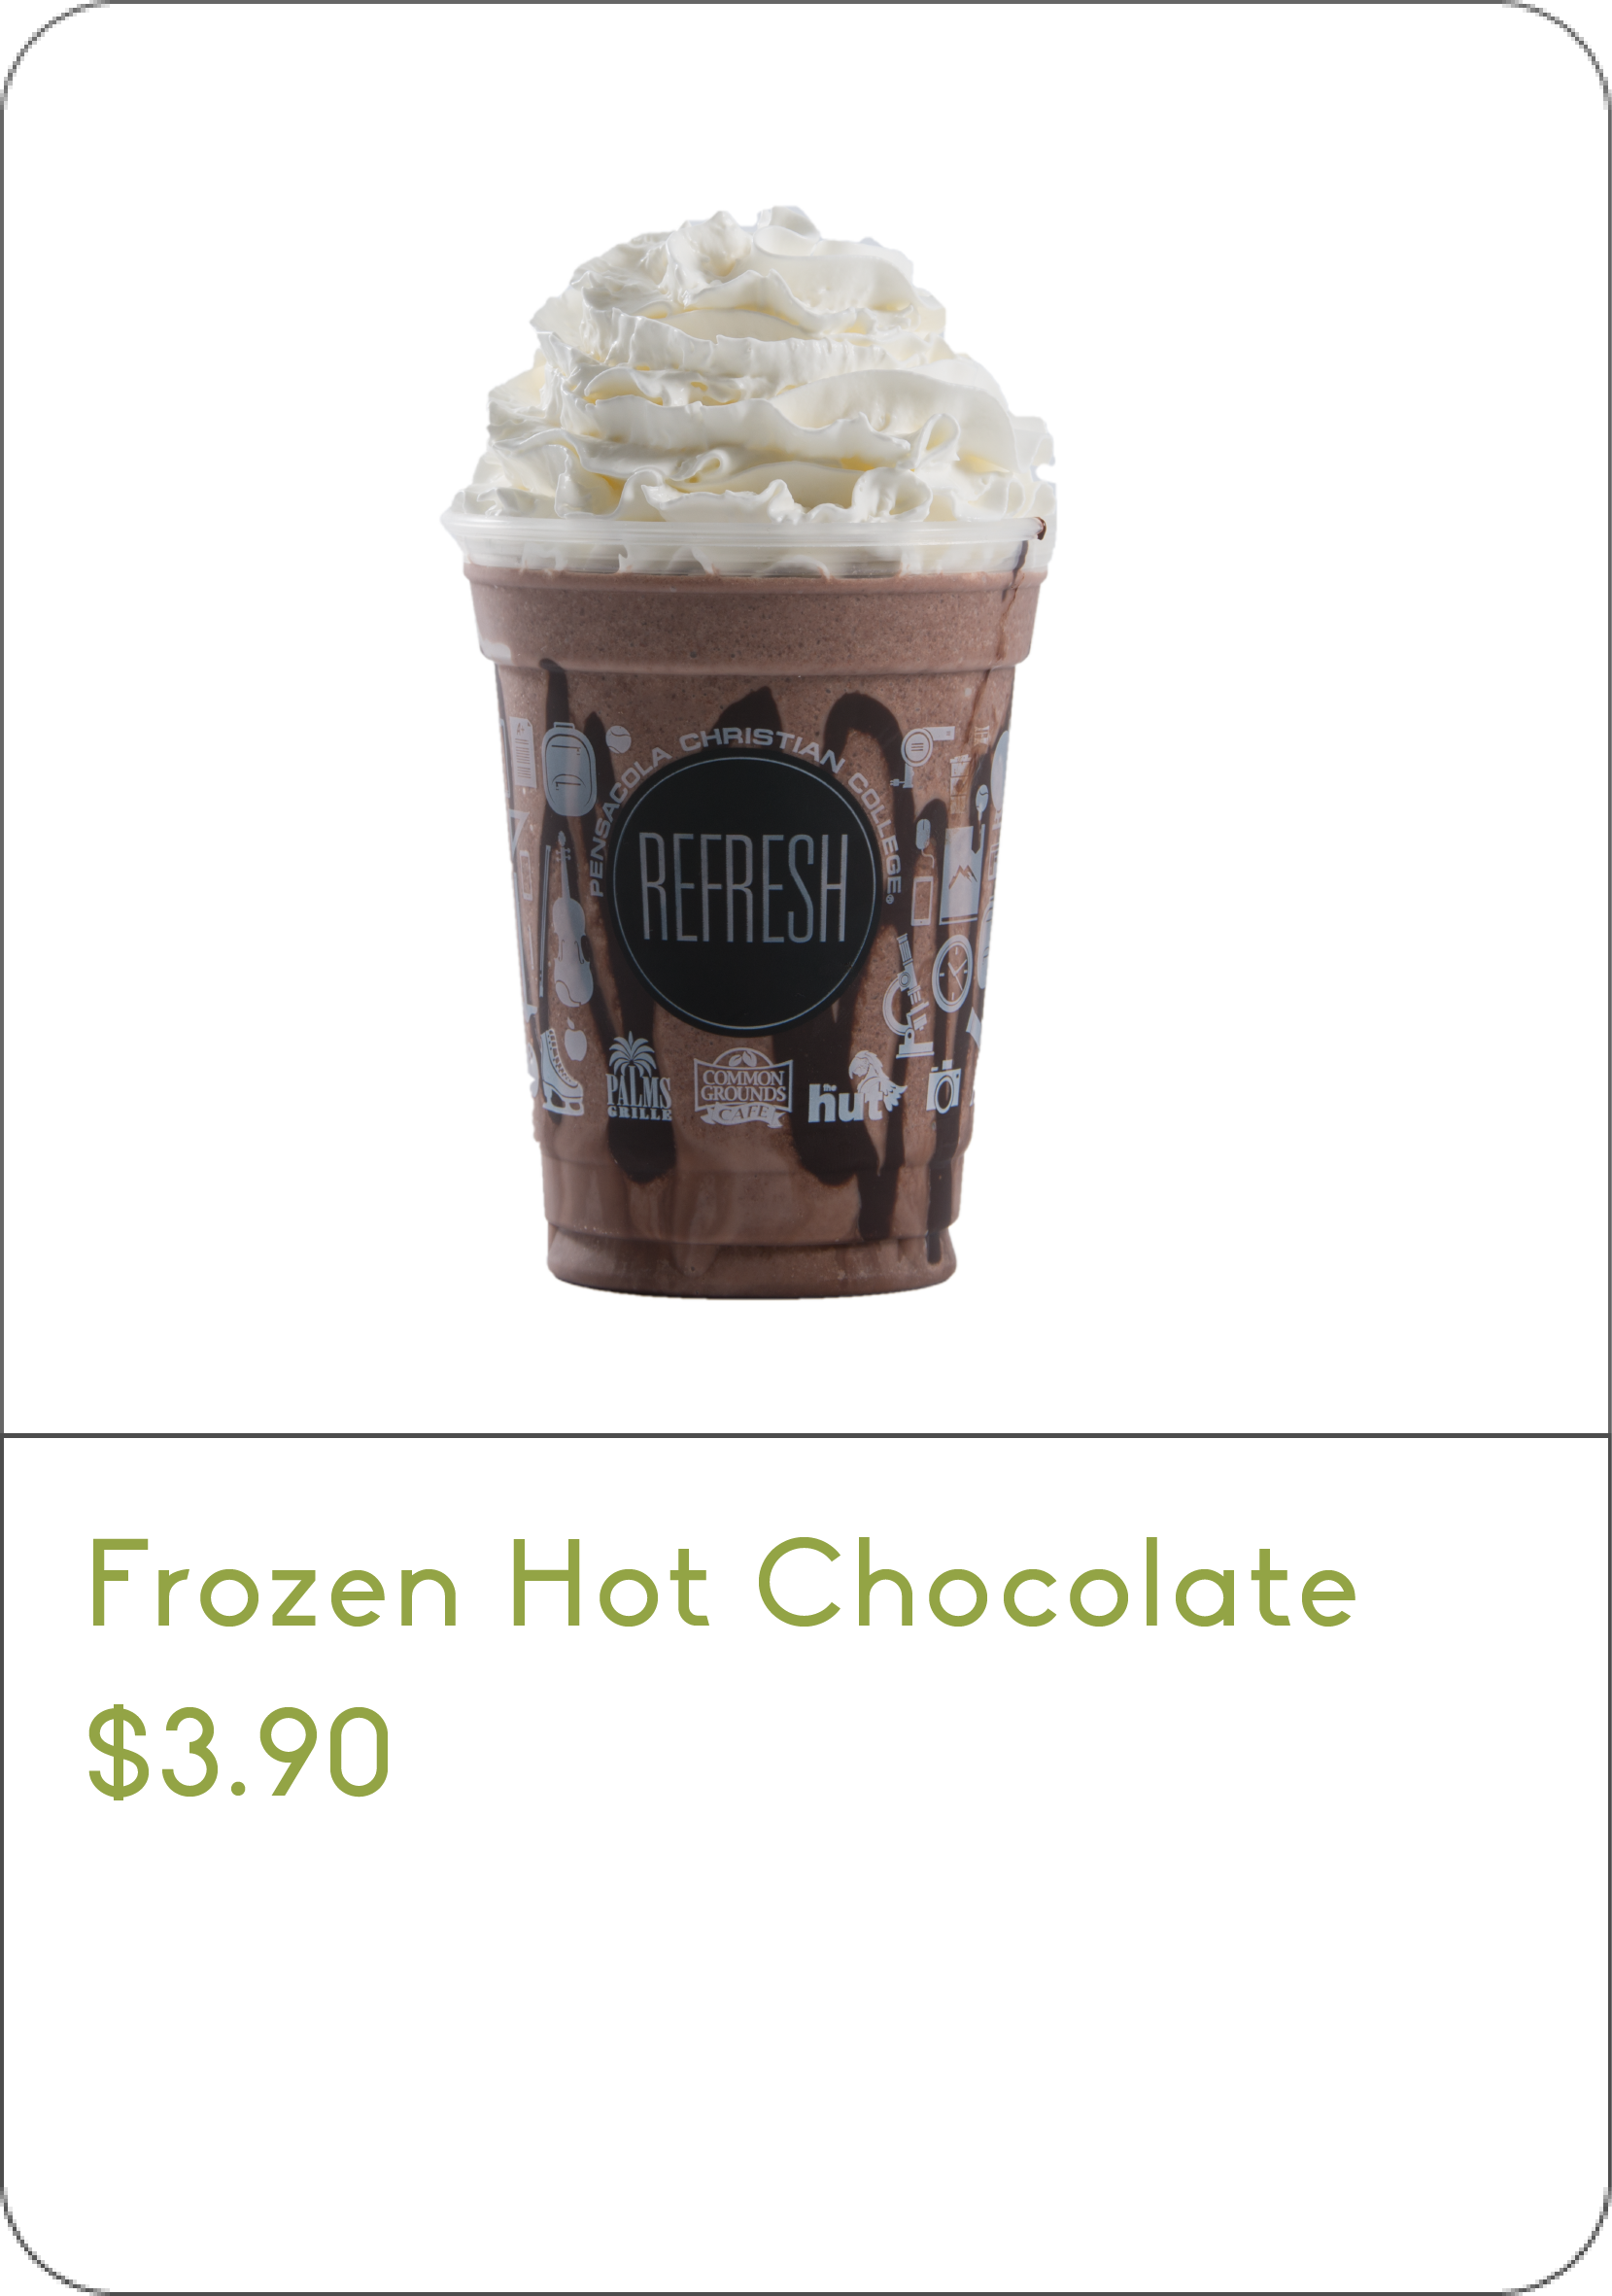 PENSACOLA CHRISTIAN COLLEGE®
REFRESH
PALMS
GRILLE
COMMON
GROUNDS
CAFE
the
hut
Frozen Hot Chocolate
$3.90